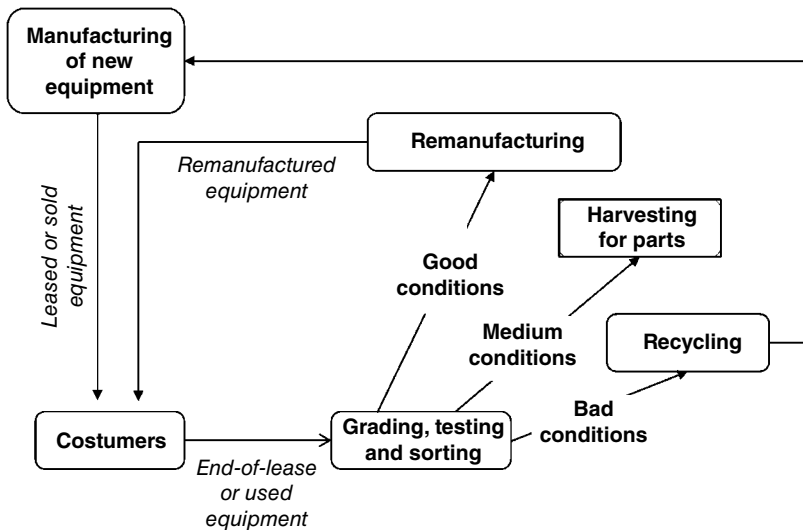 Manufacturing
of new
equipment
Remanufacturing
Remanufactured
equipment
Harvesting
for parts
Leased or sold
equipment
Good
conditions
Medium
conditions
Recycling
Bad
conditions
Costumers
Grading, testing
and sorting
End-of-lease
or used
equipment